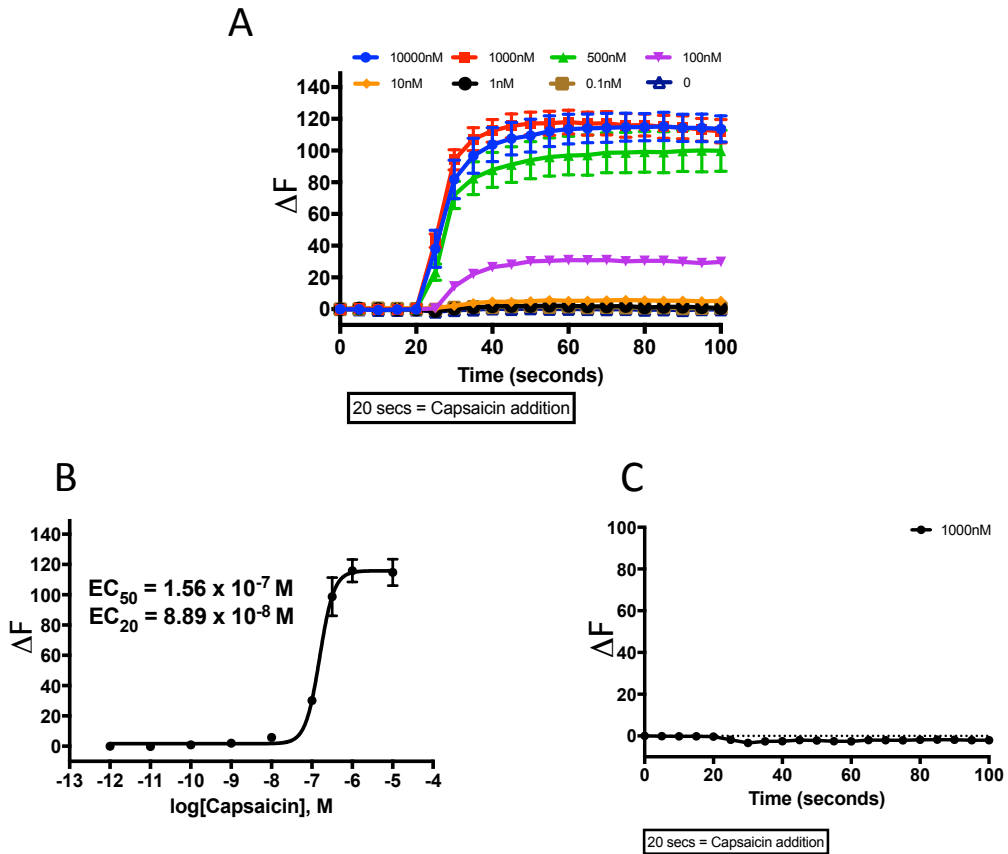 A
10000nM 1000nM 500nM 100nM
10nM 1nM 0.1nM 0
140
120
100
80
60
40
20
0
ΔF
0 20 40 60 80 100
Time (seconds)
20 secs = Capsaicin addition
B
140
120
100
80
60
40
20
0
ΔF
EC50 = 1.56 x 10-7 M
EC20 = 8.89 x 10-8 M
-13 -12 -11 -10 -9 -8 -7 -6 -5 -4
log[Capsaicin], M
C
1000nM
100
80
60
40
20
0
ΔF
0 20 40 60 80 100
Time (seconds)
20 secs = Capsaicin addition